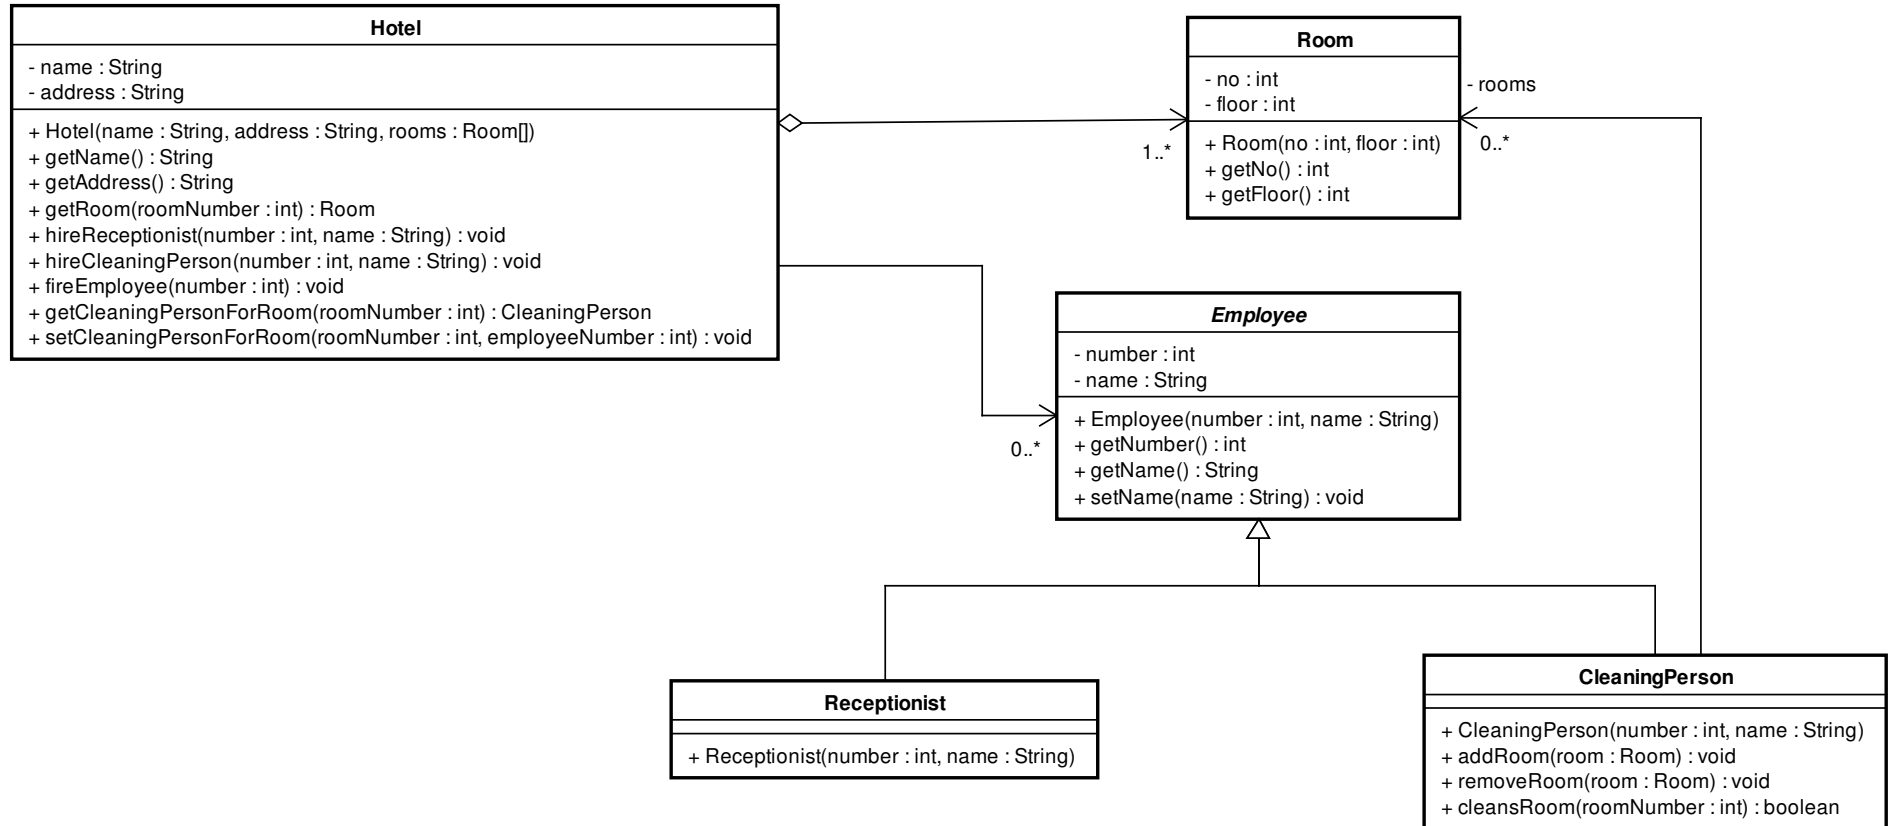 Hotel
- name : String
- address : String
+ Hotel(name : String, address : String, rooms : Room[])
+ getName() : String
+ getAddress() : String
+ getRoom(roomNumber : int) : Room
+ hireReceptionist(number : int, name : String) : void
+ hireCleaningPerson(number : int, name : String) : void
+ fireEmployee(number : int) : void
+ getCleaningPersonForRoom(roomNumber : int) : CleaningPerson
+ setCleaningPersonForRoom(roomNumber : int, employeeNumber : int) : void
1..*
Room
- no : int
- floor : int
+ Room(no : int, floor : int)
+ getNo() : int
+ getFloor() : int
- rooms
0..*
0..*
Employee
- number : int
- name : String
+ Employee(number : int, name : String)
+ getNumber() : int
+ getName() : String
+ setName(name : String) : void
Receptionist
+ Receptionist(number : int, name : String)
CleaningPerson
+ CleaningPerson(number : int, name : String)
+ addRoom(room : Room) : void
+ removeRoom(room : Room) : void
+ cleansRoom(roomNumber : int) : boolean